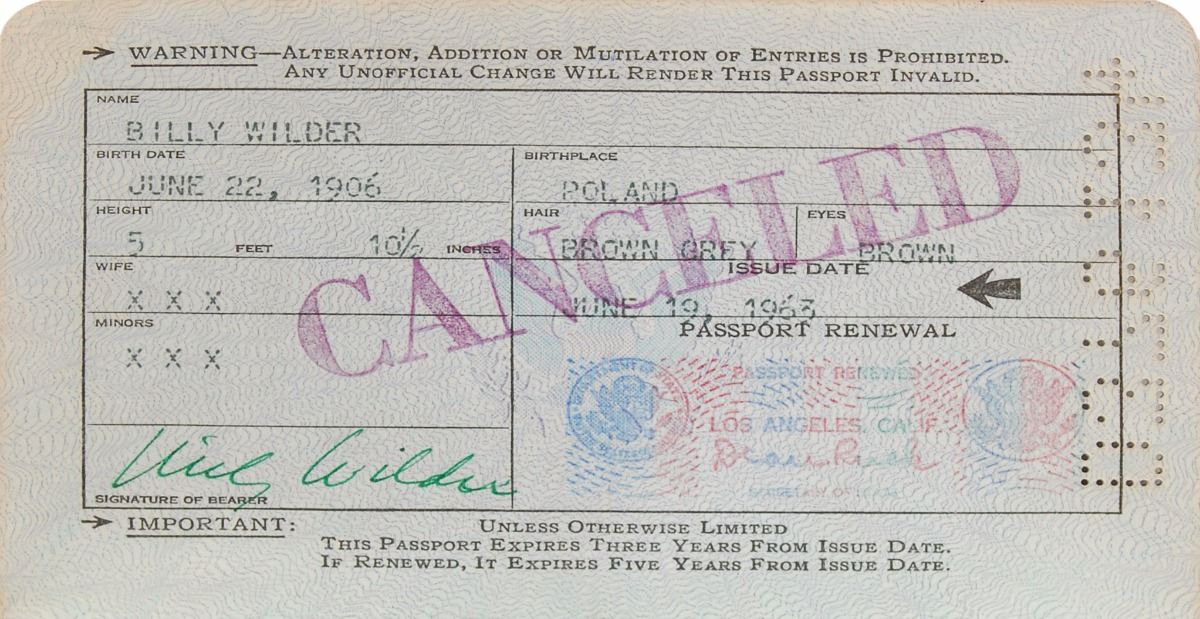 → WARNING—ALTERATION, ADDITION OR MUTILATION OF ENTRIES IS PROHIBITED.
ANY UNOFFICIAL CHANGE WILL RENDER THIS PASSPORT INVALID.
NAME
BILLY WILDER
BIRTH DATE
JUNE 22, 1906
BIRTHPLACE
POLAND
HEIGHT
5 FEET 10½ INCHES
HAIR
BROWN GREY
EYES
BROWN
WIFE
X X X
ISSUE DATE
JUNE 19, 1963
MINORS
X X X
PASSPORT RENEWAL
PASSPORT RENEWED
LOS ANGELES, CALIF.
CANCELED
Billy Wilder
SIGNATURE OF BEARER
→ IMPORTANT: UNLESS OTHERWISE LIMITED
THIS PASSPORT EXPIRES THREE YEARS FROM ISSUE DATE.
IF RENEWED, IT EXPIRES FIVE YEARS FROM ISSUE DATE.